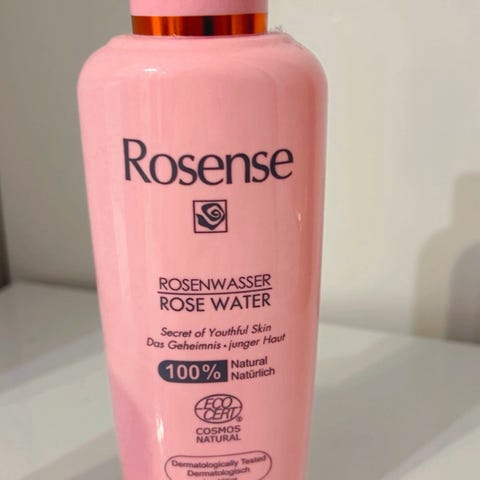 Rosense
ROSENWASSER
ROSE WATER
Secret of Youthful Skin
Das Geheimnis • junger Haut
100% Natural
Natürlich
ECO
CERT®
COSMOS
NATURAL
Dermatologically Tested
Dermatologisch